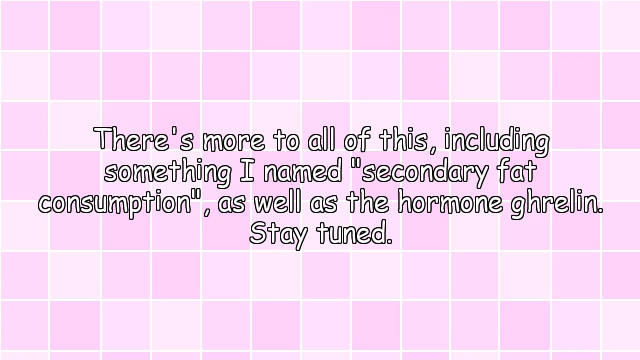 There's more to all of this, including
something I named "secondary fat
consumption", as well as the hormone ghrelin.
Stay tuned.